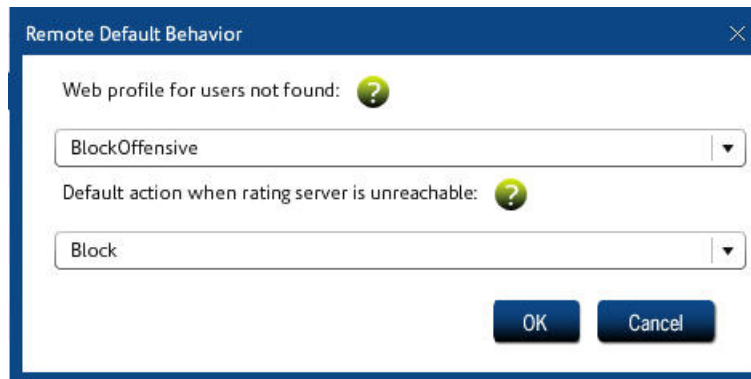 Remote Default Behavior
Web profile for users not found: ?
BlockOffensive
Default action when rating server is unreachable: ?
Block
OK Cancel